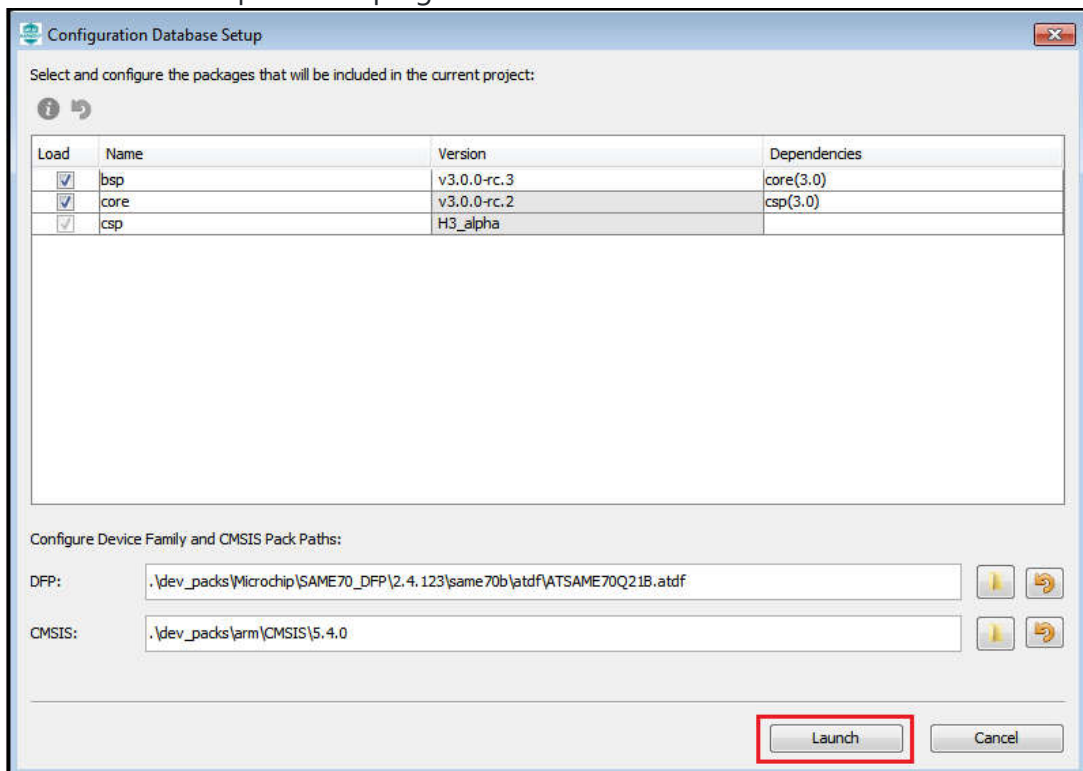 Configuration Database Setup
Select and configure the packages that will be included in the current project:
Load Name Version Dependencies
bsp v3.0.0-rc.3 core(3.0)
core v3.0.0-rc.2 csp(3.0)
csp H3_alpha
Configure Device Family and CMSIS Pack Paths:
DFP: .\dev_packs\Microchip\SAME70_DFP\2.4.123\same70b\atdf\ATSAME70Q21B.atdf
CMSIS: .\dev_packs\arm\CMSIS\5.4.0
Launch Cancel